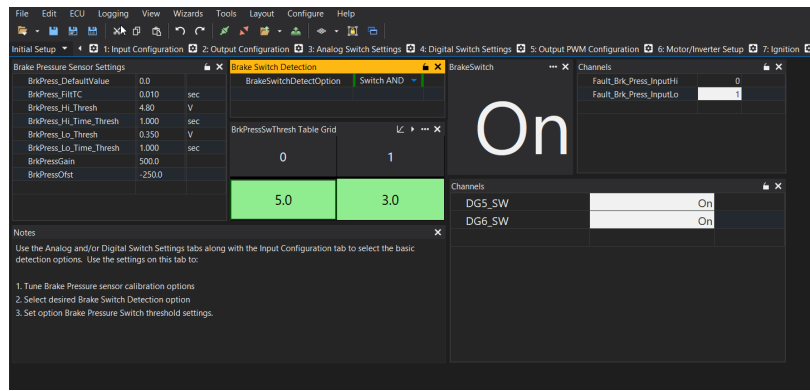 File Edit ECU Logging View Wizards Tools Layout Configure Help
Initial Setup 1: Input Configuration 2: Output Configuration 3: Analog Switch Settings 4: Digital Switch Settings 5: Output PWM Configuration 6: Motor/Inverter Setup 7: Ignition
Brake Pressure Sensor Settings
BrkPress_DefaultValue 0.0
BrkPress_FiltTC 0.010 sec
BrkPress_Hi_Thresh 4.80 V
BrkPress_Hi_Time_Thresh 1.000 sec
BrkPress_Lo_Thresh 0.350 V
BrkPress_Lo_Time_Thresh 1.000 sec
BrkPressGain 500.0
BrkPressOfst -250.0
Brake Switch Detection
BrakeSwitchDetectOption Switch AND
BrkPressSwThresh Table Grid
0 1
5.0 3.0
BrakeSwitch
On
Channels
Fault_Brk_Press_InputHi 0
Fault_Brk_Press_InputLo 1
Channels
DG5_SW On
DG6_SW On
Notes
Use the Analog and/or Digital Switch Settings tabs along with the Input Configuration tab to select the basic
detection options. Use the settings on this tab to:
1. Tune Brake Pressure sensor calibration options
2. Select desired Brake Switch Detection option
3. Set option Brake Pressure Switch threshold settings.